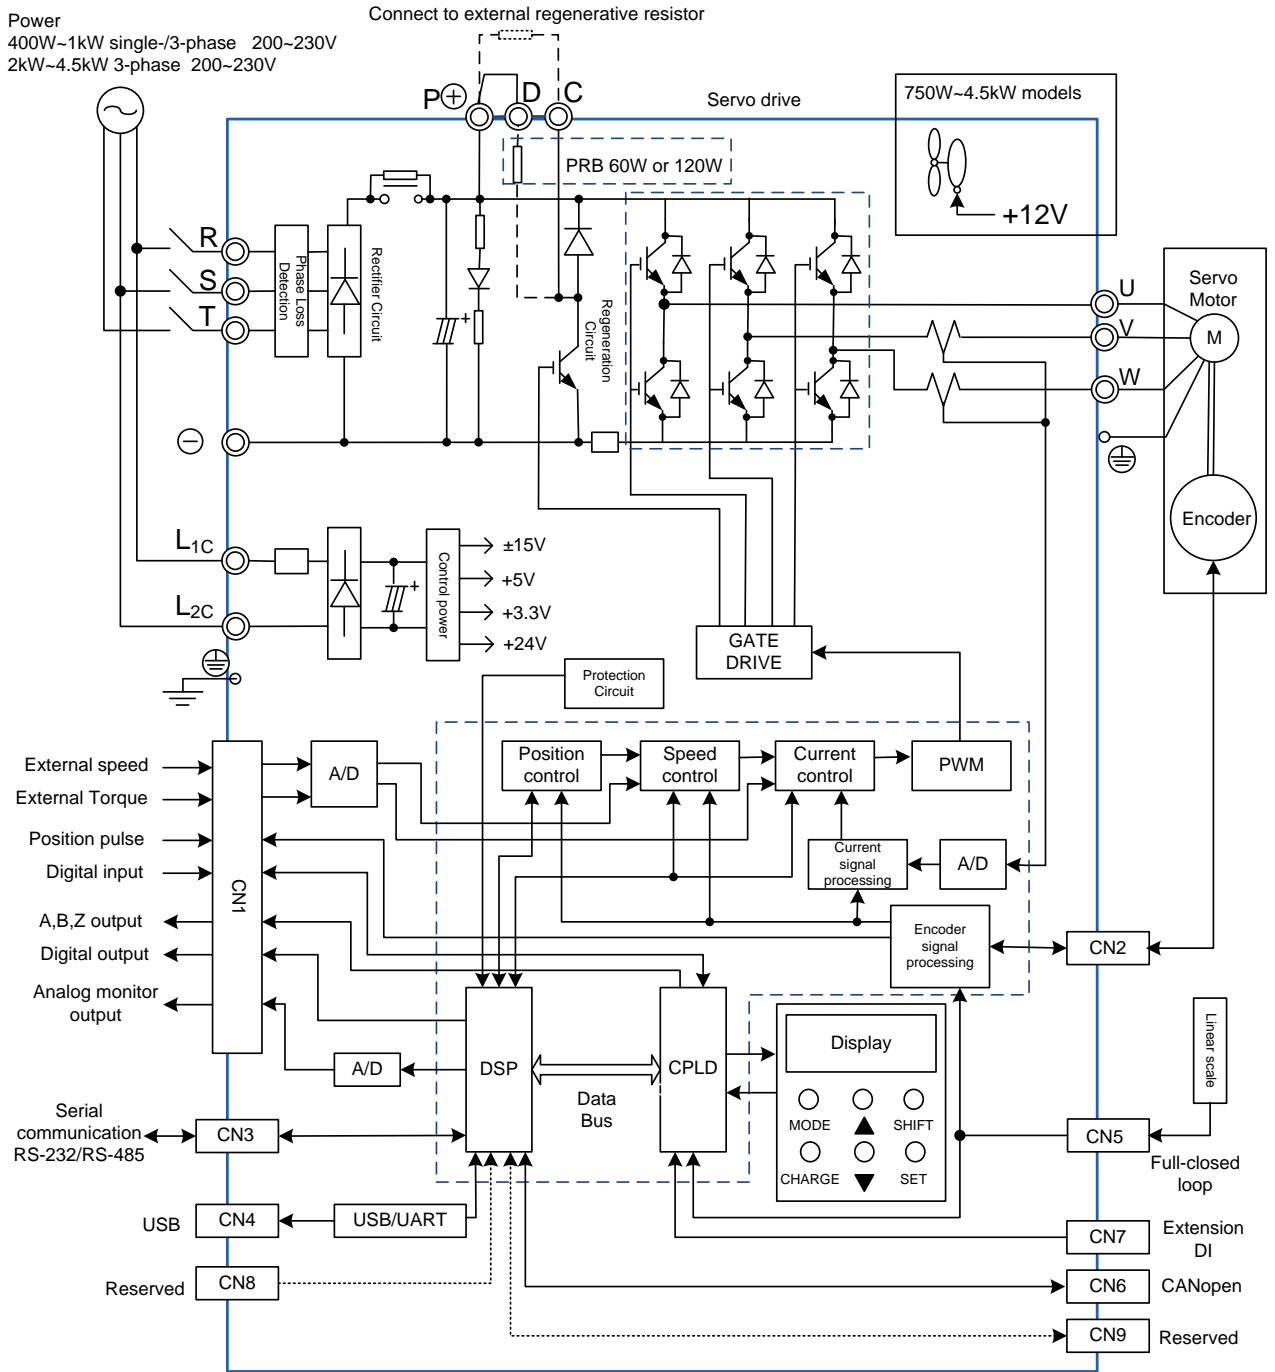 Power
400W~1kW single-/3-phase 200~230V
2kW~4.5kW 3-phase 200~230V
Connect to external regenerative resistor
P D C
Servo drive
750W~4.5kW models
+12V
PRB 60W or 120W
R
S
T
Phase Loss
Detection
Rectifier Circuit
+
Regeneration
Circuit
U
V
W
Servo
Motor
M
Encoder
L1C
L2C
+
Control power
±15V
+5V
+3.3V
+24V
GATE
DRIVE
Protection
Circuit
Position
control
Speed
control
Current
control
PWM
External speed
External Torque
Position pulse
Digital input
A,B,Z output
Digital output
Analog monitor
output
CN1
A/D
Current
signal
processing
A/D
Encoder
signal
processing
CN2
Linear scale
Display
MODE
SHIFT
CHARGE
SET
A/D
DSP
Data
Bus
CPLD
Serial
communication
RS-232/RS-485
CN3
CN5
Full-closed
loop
USB
CN4
USB/UART
CN7
Extension
DI
Reserved
CN8
CN6
CANopen
CN9
Reserved